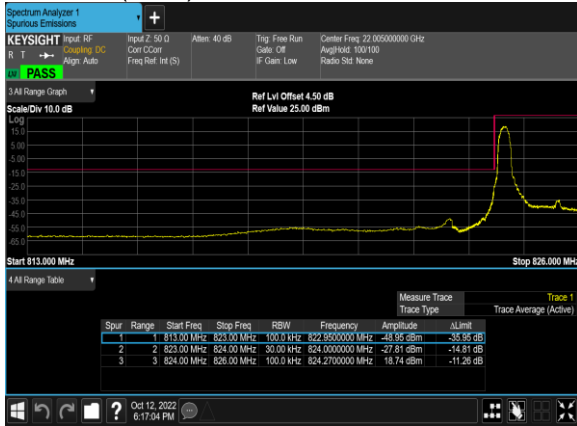 Spectrum Analyzer 1
Spurious Emissions
+
KEYSIGHT Input: RF Input Z: 50 Ω Atten: 40 dB Trig: Free Run Center Freq: 22.005000000 GHz
R T Coupling: DC Corr CCorr Gate: Off Avg|Hold: 100/100
Align: Auto Freq Ref: Int (S) IF Gain: Low Radio Std: None
PASS
3 All Range Graph
Ref Lvl Offset 4.50 dB
Scale/Div 10.0 dB Ref Value 25.00 dBm
Log
15.0
5.00
-5.00
-15.0
-25.0
-35.0
-45.0
-55.0
-65.0
Start 813.000 MHz Stop 826.000 MHz
4 All Range Table
Measure Trace Trace 1
Trace Type Trace Average (Active)
Spur Range Start Freq Stop Freq RBW Frequency Amplitude ΔLimit
1 1 813.00 MHz 823.00 MHz 100.0 kHz 822.9500000 MHz -48.95 dBm -35.95 dB
2 2 823.00 MHz 824.00 MHz 30.00 kHz 824.0000000 MHz -27.81 dBm -14.81 dB
3 3 824.00 MHz 826.00 MHz 100.0 kHz 824.2700000 MHz 18.74 dBm -11.26 dB
? Oct 12, 2022
6:17:04 PM